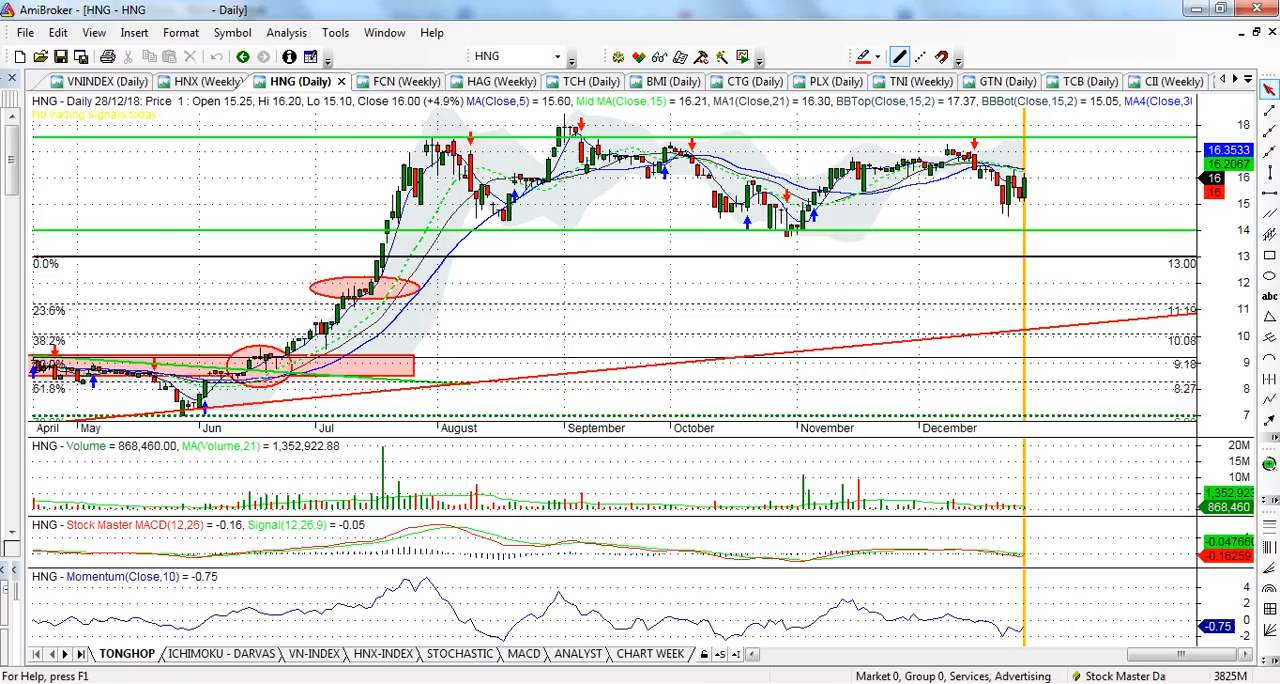 AmiBroker - [HNG - HNG - Daily]
File Edit View Insert Format Symbol Analysis Tools Window Help
HNG
VNINDEX (Daily) HNX (Weekly) HNG (Daily) FCN (Weekly) HAG (Weekly) TCH (Daily) BMI (Daily) CTG (Daily) PLX (Daily) TNI (Weekly) GTN (Daily) TCB (Daily) CII (Weekly)
HNG - Daily 28/12/18: Price 1: Open 15.25, Hi 16.20, Lo 15.10, Close 16.00 (+4.9%) MA(Close,5) = 15.60, Mid MA(Close,15) = 16.21, MA1(Close,21) = 16.30, BBTop(Close,15,2) = 17.37, BBBot(Close,15,2) = 15.05, MA4(Close,30
No trading signals today
18
16.3533
16.2067
16
16
16
15
14
13
0.0% 13.00
12
23.6% 11.19
11
10
38.2% 10.08
9
9.18
61.8% 8.27
8
7
April May Jun Jul August September October November December
HNG - Volume = 868,460.00, MA(Volume,21) = 1,352,922.88
20M
15M
10M
1,352,923
868,460
HNG - Stock Master MACD(12,26) = -0.16, Signal(12,26,9) = -0.05
-0.04766
-0.16259
HNG - Momentum(Close,10) = -0.75
4
2
0
-0.75
-2
TONGHOP ICHIMOKU - DARVAS VN-INDEX HNX-INDEX STOCHASTIC MACD ANALYST CHART WEEK
For Help, press F1 Market 0, Group 0, Services, Advertising Stock Master Da 3825M